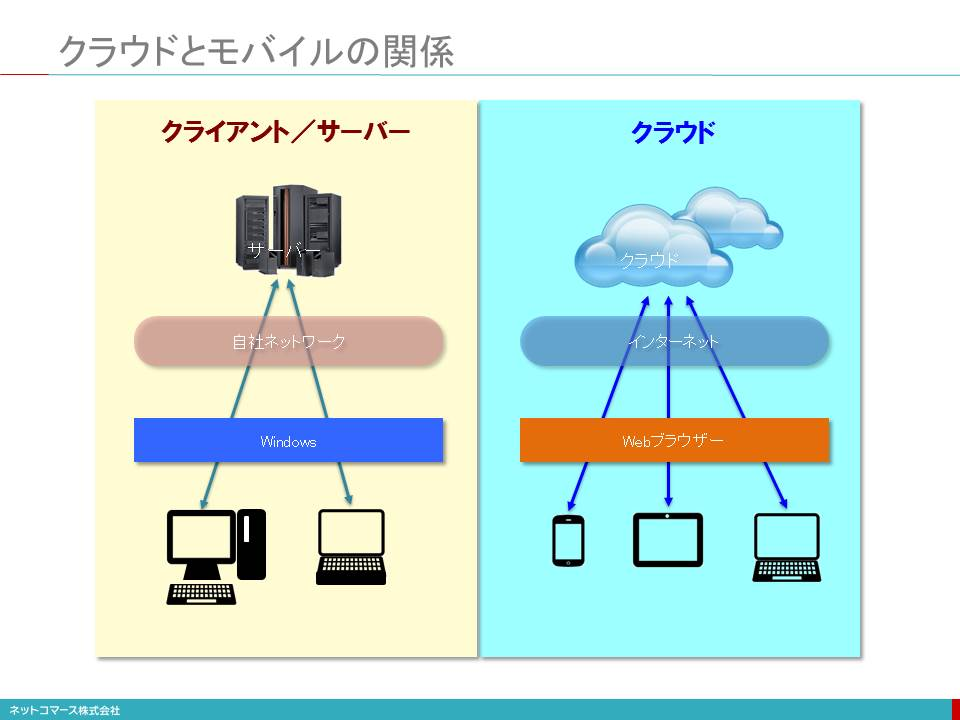 クラウドとモバイルの関係
クライアント／サーバー
サーバー
自社ネットワーク
Windows
クラウド
クラウド
インターネット
Webブラウザー
ネットコマース株式会社